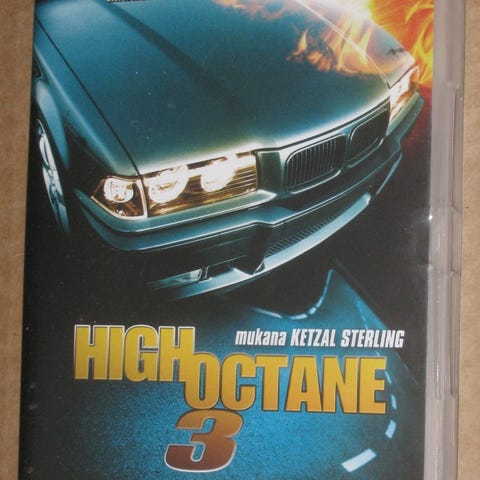 mukana KETZAL STERLING
HIGH OCTANE
3